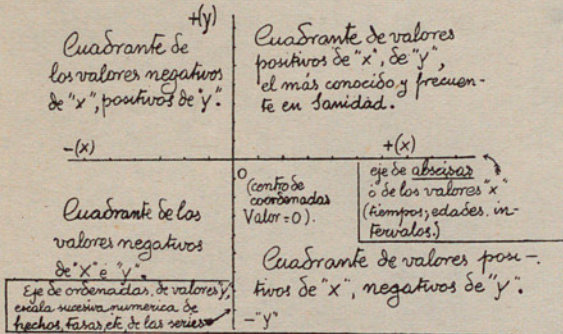 +(y)
Cuadrante de
los valores negativos
de "x", positivos de "y".
Cuadrante de valores
positivos de "x", de "y",
el más conocido y frecuen-
te en Sanidad.
-(x)
+(x)
0
(centro de
coordenadas
Valor=0).
eje de abscisas
o de los valores "x"
(tiempos, edades, in-
tervalos.)
Cuadrante de los
valores negativos
de "x" e "y".
Cuadrante de valores posi-
tivos de "x", negativos de "y".
Eje de ordenadas, de valores "y",
escala sucesiva numerica de
hechos, tasas, etc, de las series
-"y"